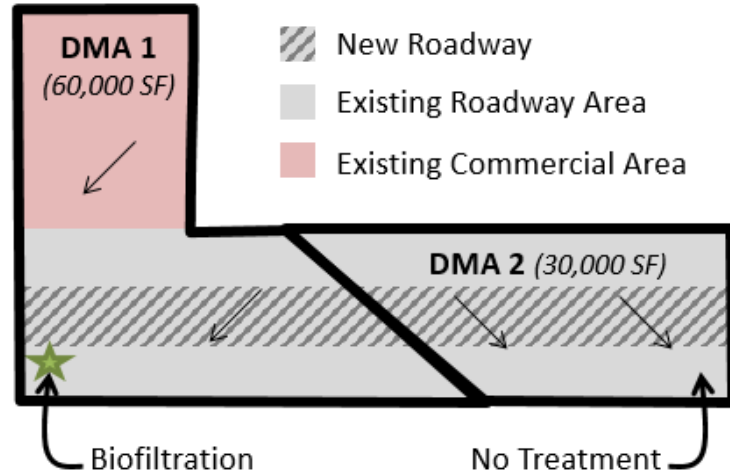 DMA 1
(60,000 SF)
New Roadway
Existing Roadway Area
Existing Commercial Area
DMA 2 (30,000 SF)
Biofiltration
No Treatment